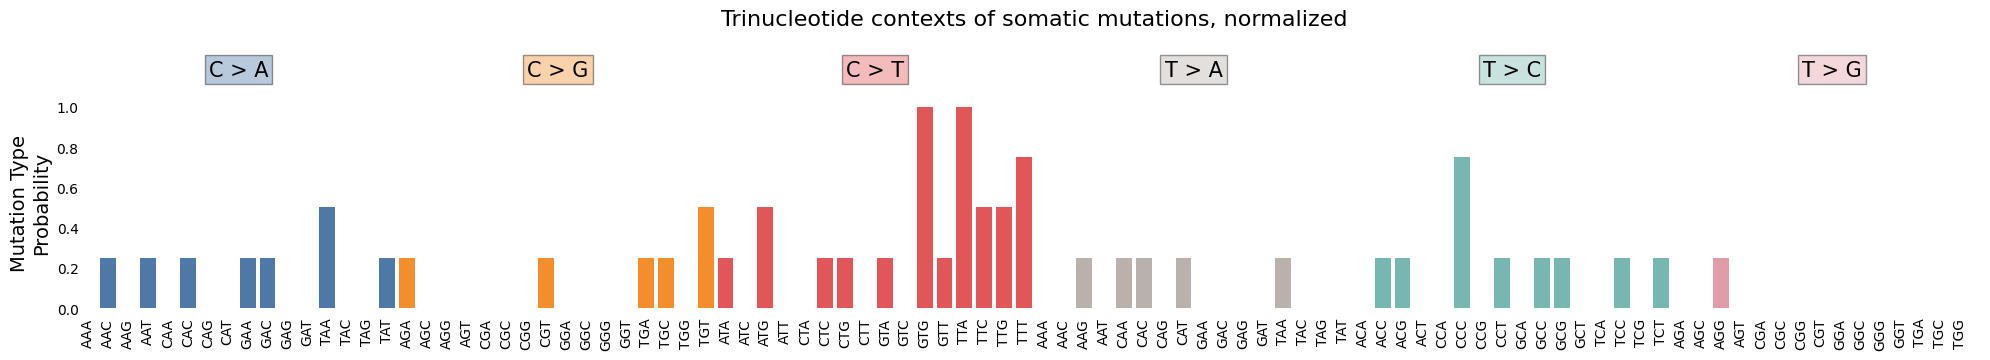 Trinucleotide contexts of somatic mutations, normalized
C > A C > G C > T T > A T > C T > G
Mutation Type
Probability
1.0
0.8
0.6
0.4
0.2
0.0
AAA AAC AAG AAT CAA CAC CAG CAT GAA GAC GAG GAT TAA TAC TAG TAT AGA AGC AGG AGT CGA CGC CGG CGT GGA GGC GGG GGT TGA TGC TGG TGT ATA ATC ATG ATT CTA CTC CTG CTT GTA GTC GTG GTT TTA TTC TTG TTT AAA AAC AAG AAT CAA CAC CAG CAT GAA GAC GAG GAT TAA TAC TAG TAT ACA ACC ACG ACT CCA CCC CCG CCT GCA GCC GCG GCT TCA TCC TCG TCT AGA AGC AGG AGT CGA CGC CGG CGT GGA GGC GGG GGT TGA TGC TGG